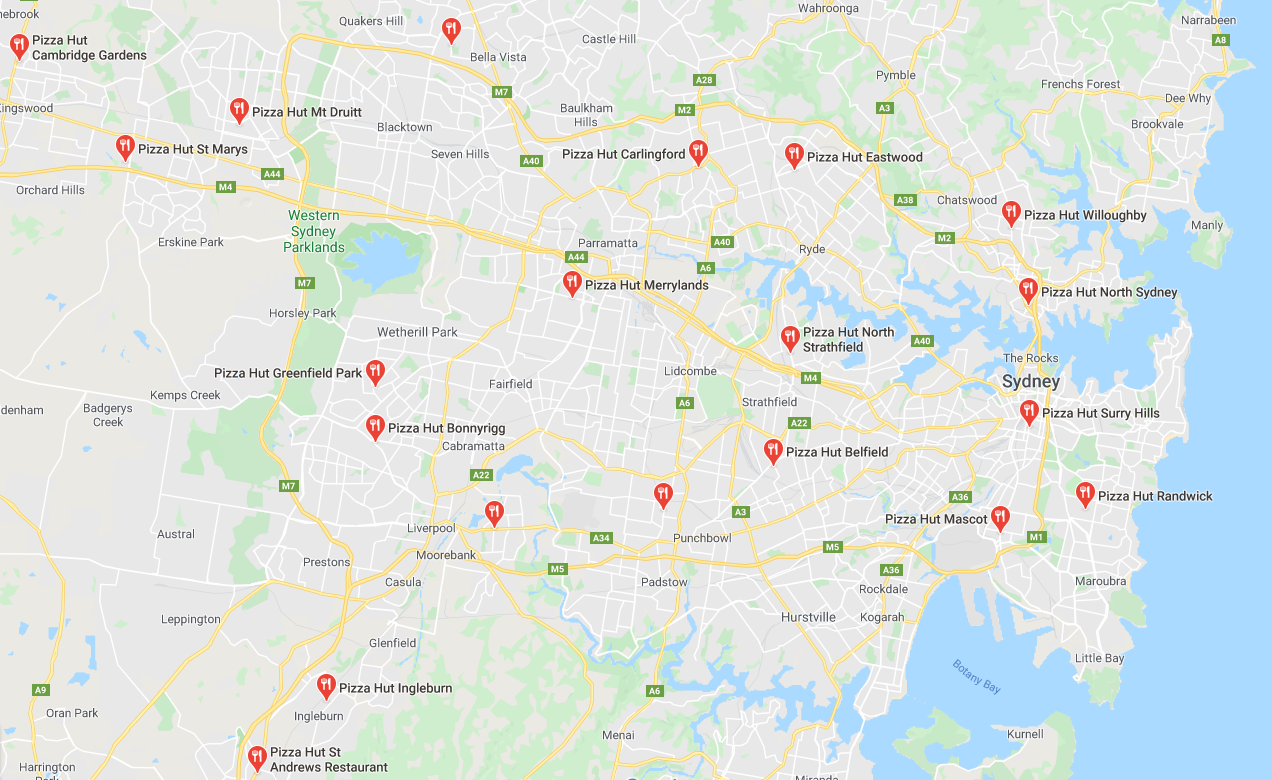 nebrook
Quakers Hill
Wahroonga
Narrabeen
Pizza Hut
Cambridge Gardens
Castle Hill
A8
Bella Vista
Pymble
Frenchs Forest
A28
M7
Dee Why
Kingswood
Pizza Hut Mt Druitt
Baulkham
Hills
M2
A3
Brookvale
Blacktown
Pizza Hut St Marys
Seven Hills
A40
Pizza Hut Carlingford
Pizza Hut Eastwood
A44
M4
Orchard Hills
A38
Chatswood
Pizza Hut Willoughby
Western
Sydney
Parklands
Manly
Erskine Park
Parramatta
A40
Ryde
M2
A44
A6
M7
Pizza Hut Merrylands
Pizza Hut North Sydney
Horsley Park
Wetherill Park
Pizza Hut North
Strathfield
A40
The Rocks
Pizza Hut Greenfield Park
Lidcombe
M4
Sydney
Fairfield
Kemps Creek
denham
Badgerys
Creek
A6
Strathfield
Pizza Hut Surry Hills
Pizza Hut Bonnyrigg
A22
Cabramatta
Pizza Hut Belfield
A22
M7
A36
Pizza Hut Randwick
A3
Pizza Hut Mascot
Liverpool
Austral
A34
Punchbowl
M1
M5
Moorebank
Prestons
M5
A36
Casula
Padstow
Rockdale
Maroubra
Leppington
Hurstville
Kogarah
Glenfield
Little Bay
Botany Bay
Pizza Hut Ingleburn
A9
A6
Oran Park
Ingleburn
Menai
Kurnell
Pizza Hut St
Andrews Restaurant
Harrington
Miranda